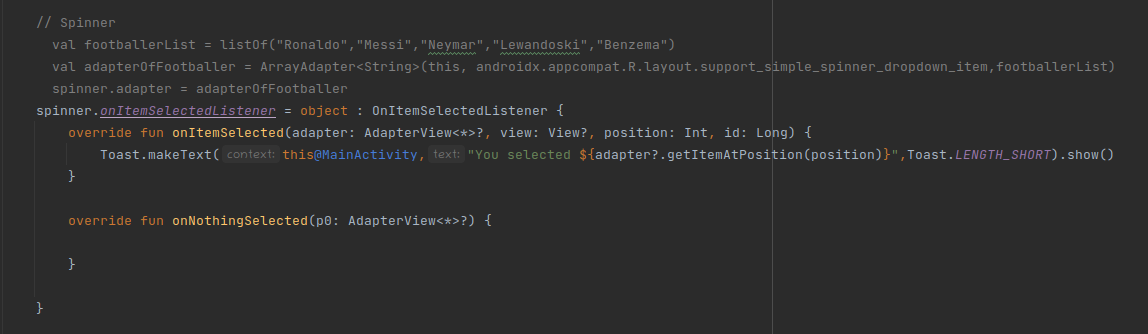 // Spinner
val footballerList = listOf("Ronaldo","Messi","Neymar","Lewandoski","Benzema")
val adapterOfFootballer = ArrayAdapter<String>(this, androidx.appcompat.R.layout.support_simple_spinner_dropdown_item,footballerList)
spinner.adapter = adapterOfFootballer
spinner.onItemSelectedListener = object : OnItemSelectedListener {
override fun onItemSelected(adapter: AdapterView<*>?, view: View?, position: Int, id: Long) {
Toast.makeText( context: this@MainActivity, text: "You selected ${adapter?.getItemAtPosition(position)}",Toast.LENGTH_SHORT).show()
}
override fun onNothingSelected(p0: AdapterView<*>?) {
}
}